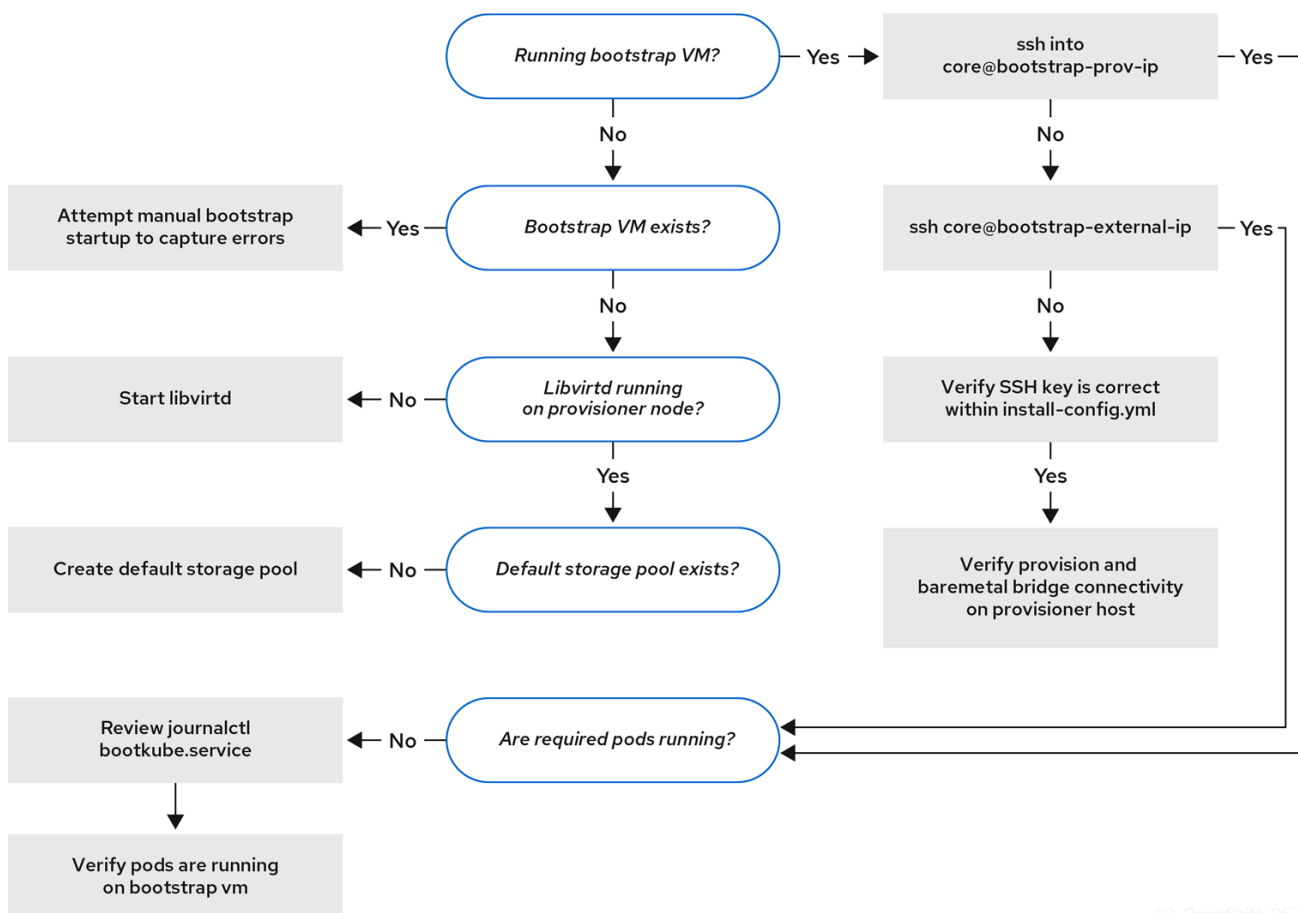 Running bootstrap VM?
Yes
ssh into
core@bootstrap-prov-ip
Yes
No
No
Attempt manual bootstrap
startup to capture errors
Yes
Bootstrap VM exists?
ssh core@bootstrap-external-ip
Yes
No
No
Start libvirtd
No
Libvirtd running
on provisioner node?
Verify SSH key is correct
within install-config.yml
Yes
Yes
Create default storage pool
No
Default storage pool exists?
Verify provision and
baremetal bridge connectivity
on provisioner host
Review journalctl
bootkube.service
No
Are required pods running?
Verify pods are running
on bootstrap vm